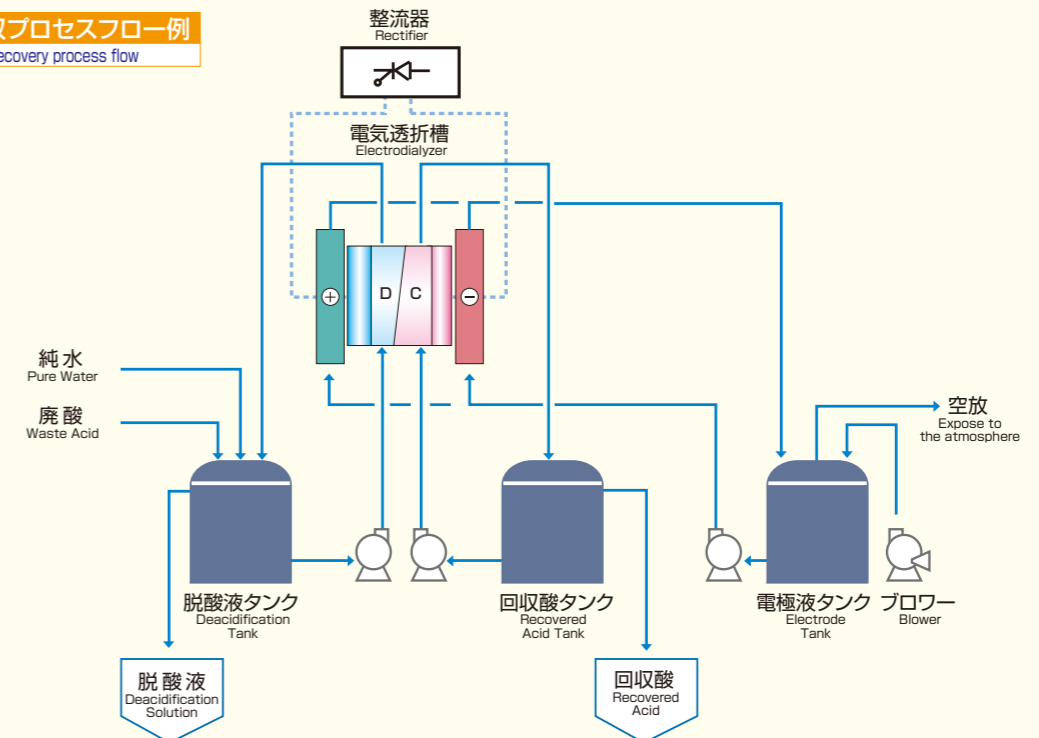 収プロセスフロー例
ecovery process flow
整流器
Rectifier
電気透析槽
Electrodialyzer
+
D
C
−
純水
Pure Water
廃酸
Waste Acid
空放
Expose to
the atmosphere
脱酸液タンク
Deacidification
Tank
回収酸タンク
Recovered
Acid Tank
電極液タンク
Electrode
Tank
ブロワー
Blower
脱酸液
Deacidification
Solution
回収酸
Recovered
Acid